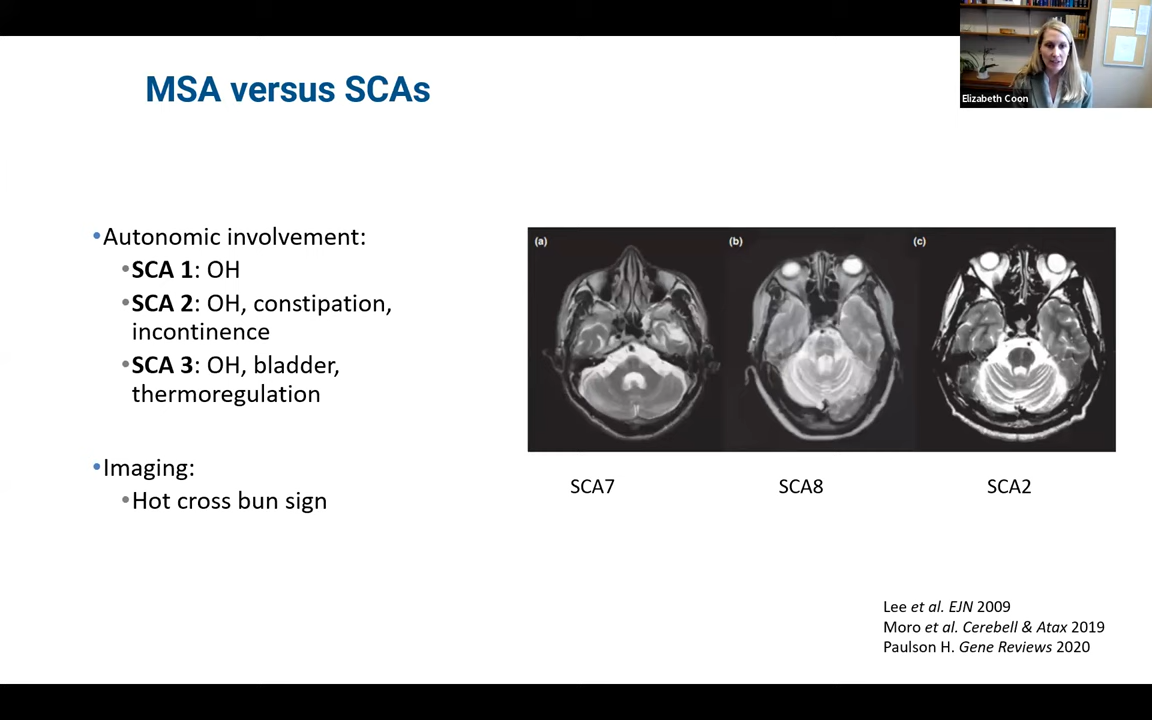 MSA versus SCAs
Elizabeth Coon
•Autonomic involvement:
•SCA 1: OH
•SCA 2: OH, constipation,
incontinence
•SCA 3: OH, bladder,
thermoregulation
•Imaging:
•Hot cross bun sign
(a) (b) (c)
SCA7 SCA8 SCA2
Lee et al. EJN 2009
Moro et al. Cerebell & Atax 2019
Paulson H. Gene Reviews 2020